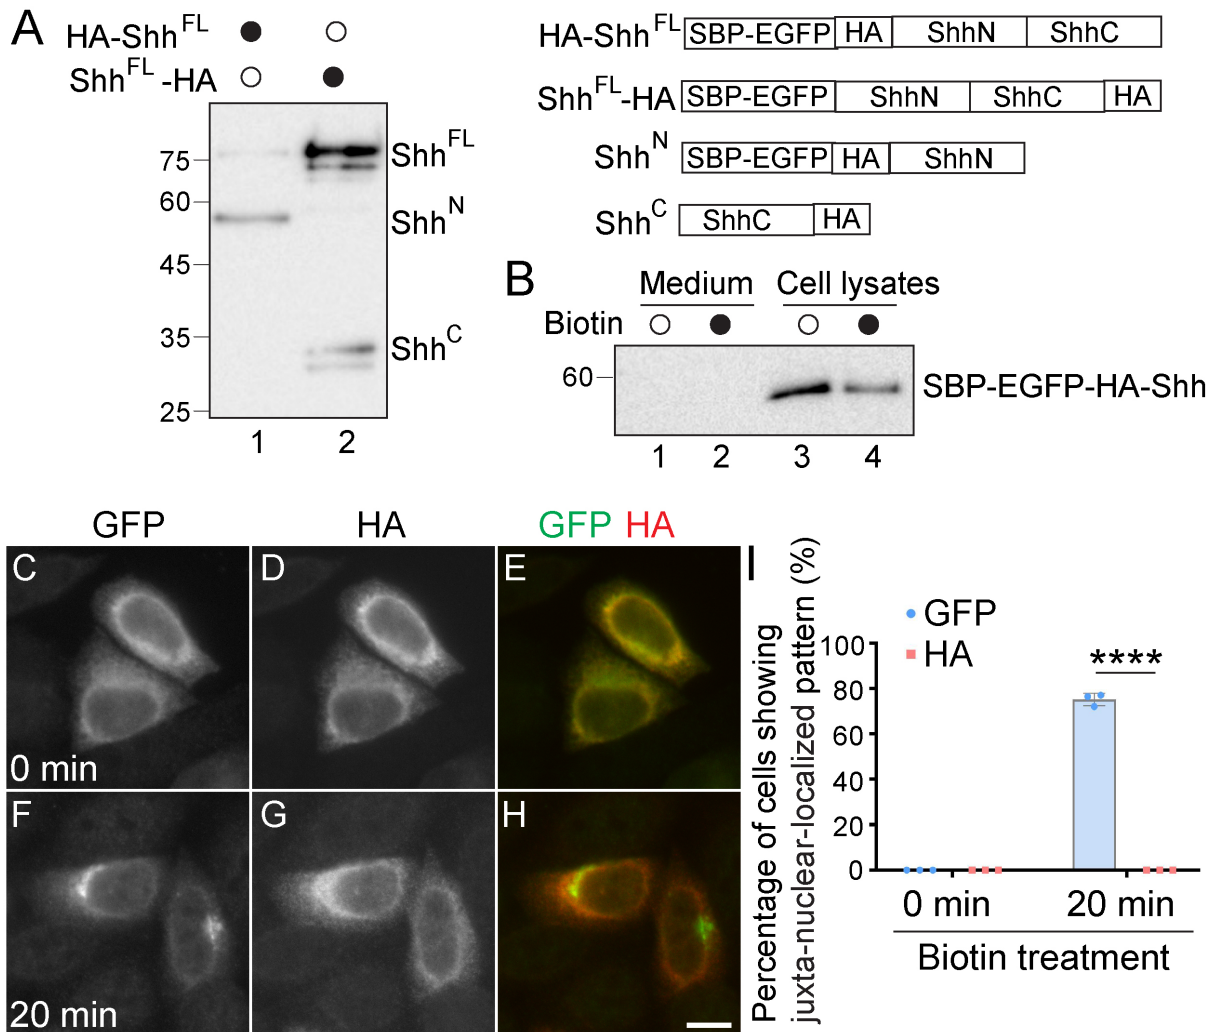 A
HA-Shh^FL
Shh^FL-HA
75
60
45
35
25
Shh^FL
Shh^N
Shh^C
1 2
HA-Shh^FL SBP-EGFP HA ShhN ShhC
Shh^FL-HA SBP-EGFP ShhN ShhC HA
Shh^N SBP-EGFP HA ShhN
Shh^C ShhC HA
B
Medium Cell lysates
Biotin
60
SBP-EGFP-HA-Shh
1 2 3 4
GFP HA GFP HA
C D E
0 min
F G H
20 min
I
Percentage of cells showing
juxta-nuclear-localized pattern (%)
GFP
HA
100
80
60
40
20
0
****
0 min 20 min
Biotin treatment